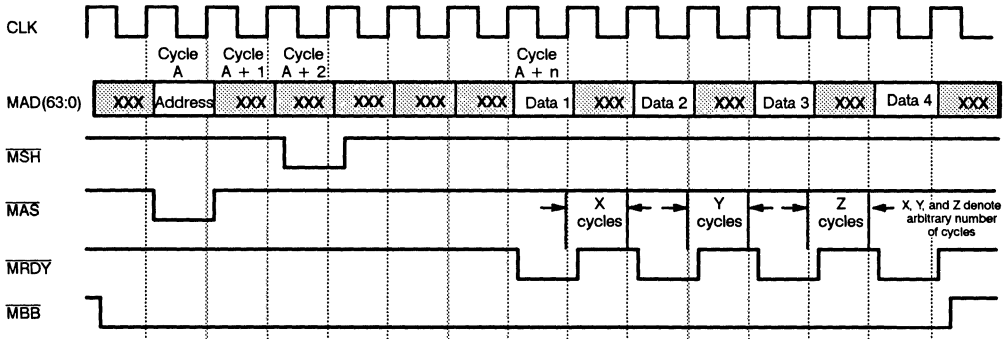 CLK
Cycle A
Cycle A + 1
Cycle A + 2
Cycle A + n
MAD(63:0)
XXX Address XXX XXX XXX XXX XXX Data 1 XXX Data 2 XXX Data 3 XXX Data 4 XXX
MSH
MAS
X cycles
Y cycles
Z cycles
X, Y, and Z denote
arbitrary number
of cycles
MRDY
MBB